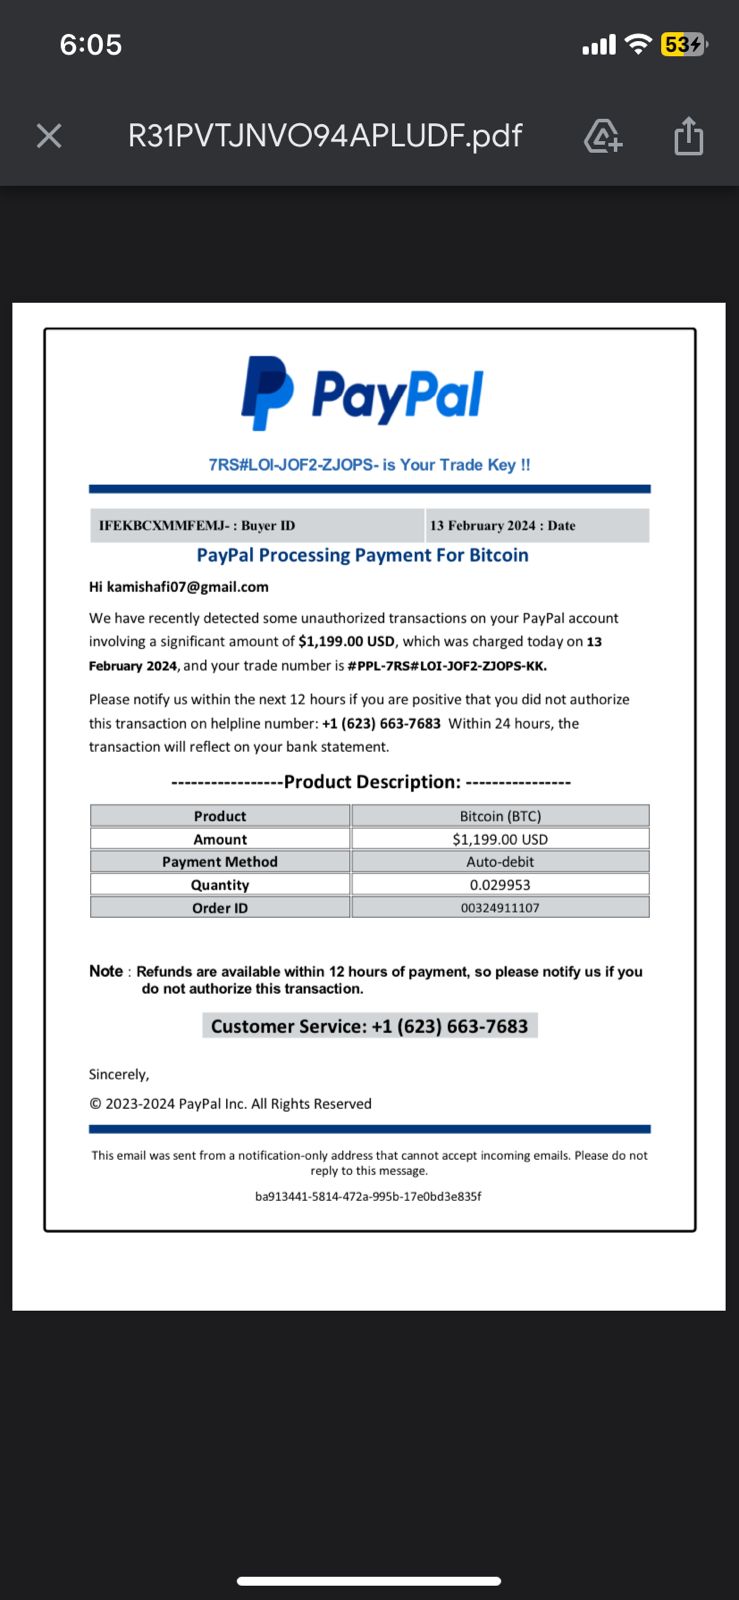 6:05
53
R31PVTJNVO94APLUDF.pdf
PayPal
7RS#LOI-JOF2-ZJOPS- is Your Trade Key !!
IFEKBCXMMFEMJ- : Buyer ID 13 February 2024 : Date
PayPal Processing Payment For Bitcoin
Hi kamishafi07@gmail.com
We have recently detected some unauthorized transactions on your PayPal account
involving a significant amount of $1,199.00 USD, which was charged today on 13
February 2024, and your trade number is #PPL-7RS#LOI-JOF2-ZJOPS-KK.
Please notify us within the next 12 hours if you are positive that you did not authorize
this transaction on helpline number: +1 (623) 663-7683 Within 24 hours, the
transaction will reflect on your bank statement.
-----------------Product Description: ----------------
Product Bitcoin (BTC)
Amount $1,199.00 USD
Payment Method Auto-debit
Quantity 0.029953
Order ID 00324911107
Note : Refunds are available within 12 hours of payment, so please notify us if you
do not authorize this transaction.
Customer Service: +1 (623) 663-7683
Sincerely,
© 2023-2024 PayPal Inc. All Rights Reserved
This email was sent from a notification-only address that cannot accept incoming emails. Please do not
reply to this message.
ba913441-5814-472a-995b-17e0bd3e835f